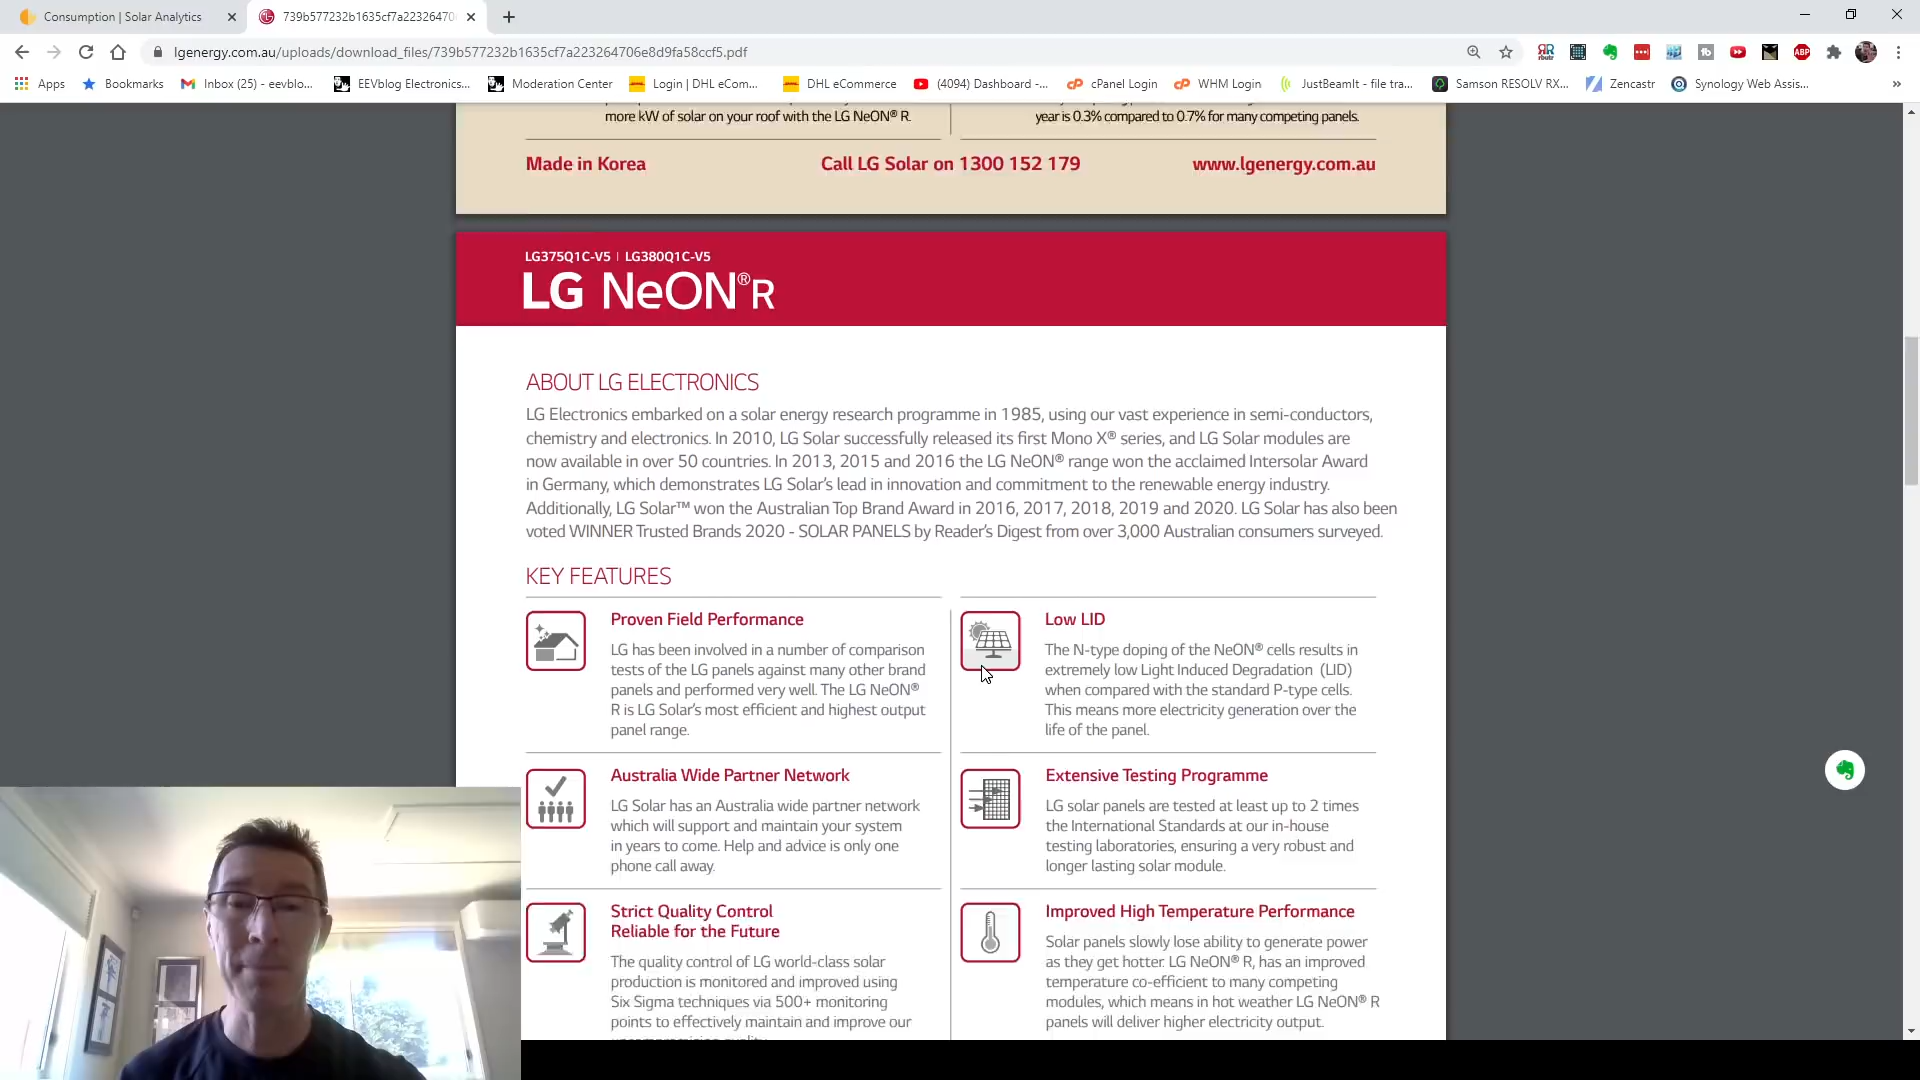 Consumption | Solar Analytics
739b577232b1635cf7a22326470
lgenergy.com.au/uploads/download_files/739b577232b1635cf7a223264706e8d9fa58ccf5.pdf
Apps
Bookmarks
Inbox (25) - eevblo...
EEVblog Electronics...
Moderation Center
Login | DHL eCom...
DHL eCommerce
(4094) Dashboard -...
cPanel Login
WHM Login
JustBeamIt - file tra...
Samson RESOLV RX...
Zencastr
Synology Web Assis...
»
more kW of solar on your roof with the LG NeON® R.
year is 0.3% compared to 0.7% for many competing panels.
Made in Korea
Call LG Solar on 1300 152 179
www.lgenergy.com.au
LG375Q1C-V5 | LG380Q1C-V5
LG NeON® R
ABOUT LG ELECTRONICS
LG Electronics embarked on a solar energy research programme in 1985, using our vast experience in semi-conductors,
chemistry and electronics. In 2010, LG Solar successfully released its first Mono X® series, and LG Solar modules are
now available in over 50 countries. In 2013, 2015 and 2016 the LG NeON® range won the acclaimed Intersolar Award
in Germany, which demonstrates LG Solar's lead in innovation and commitment to the renewable energy industry.
Additionally, LG Solar™ won the Australian Top Brand Award in 2016, 2017, 2018, 2019 and 2020. LG Solar has also been
voted WINNER Trusted Brands 2020 - SOLAR PANELS by Reader's Digest from over 3,000 Australian consumers surveyed.
KEY FEATURES
Proven Field Performance
LG has been involved in a number of comparison
tests of the LG panels against many other brand
panels and performed very well. The LG NeON®
R is LG Solar's most efficient and highest output
panel range.
Low LID
The N-type doping of the NeON® cells results in
extremely low Light Induced Degradation (LID)
when compared with the standard P-type cells.
This means more electricity generation over the
life of the panel.
Australia Wide Partner Network
LG Solar has an Australia wide partner network
which will support and maintain your system
in years to come. Help and advice is only one
phone call away.
Extensive Testing Programme
LG solar panels are tested at least up to 2 times
the International Standards at our in-house
testing laboratories, ensuring a very robust and
longer lasting solar module.
Strict Quality Control
Reliable for the Future
The quality control of LG world-class solar
production is monitored and improved using
Six Sigma techniques via 500+ monitoring
points to effectively maintain and improve our
Improved High Temperature Performance
Solar panels slowly lose ability to generate power
as they get hotter. LG NeON® R, has an improved
temperature co-efficient to many competing
modules, which means in hot weather LG NeON® R
panels will deliver higher electricity output.